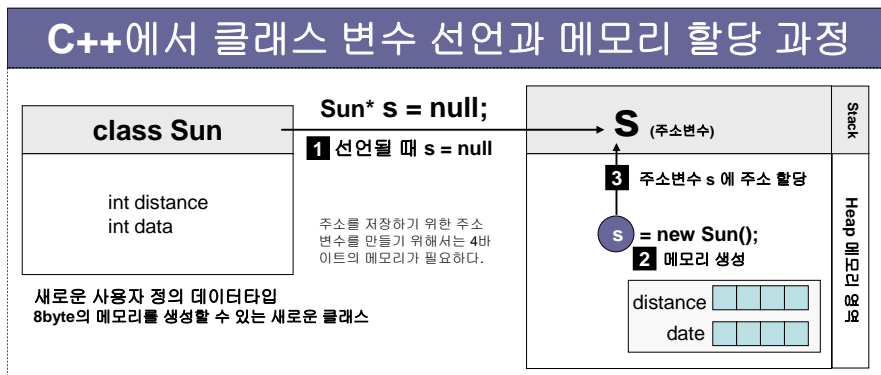 C++에서 클래스 변수 선언과 메모리 할당 과정
class Sun
int distance
int data
새로운 사용자 정의 데이터타입
8byte의 메모리를 생성할 수 있는 새로운 클래스
Sun* s = null;
1 선언될 때 s = null
주소를 저장하기 위한 주소
변수를 만들기 위해서는 4바
이트의 메모리가 필요하다.
S (주소변수)
3 주소변수 s 에 주소 할당
s = new Sun();
2 메모리 생성
distance
date
Stack
Heap 메모리 영역